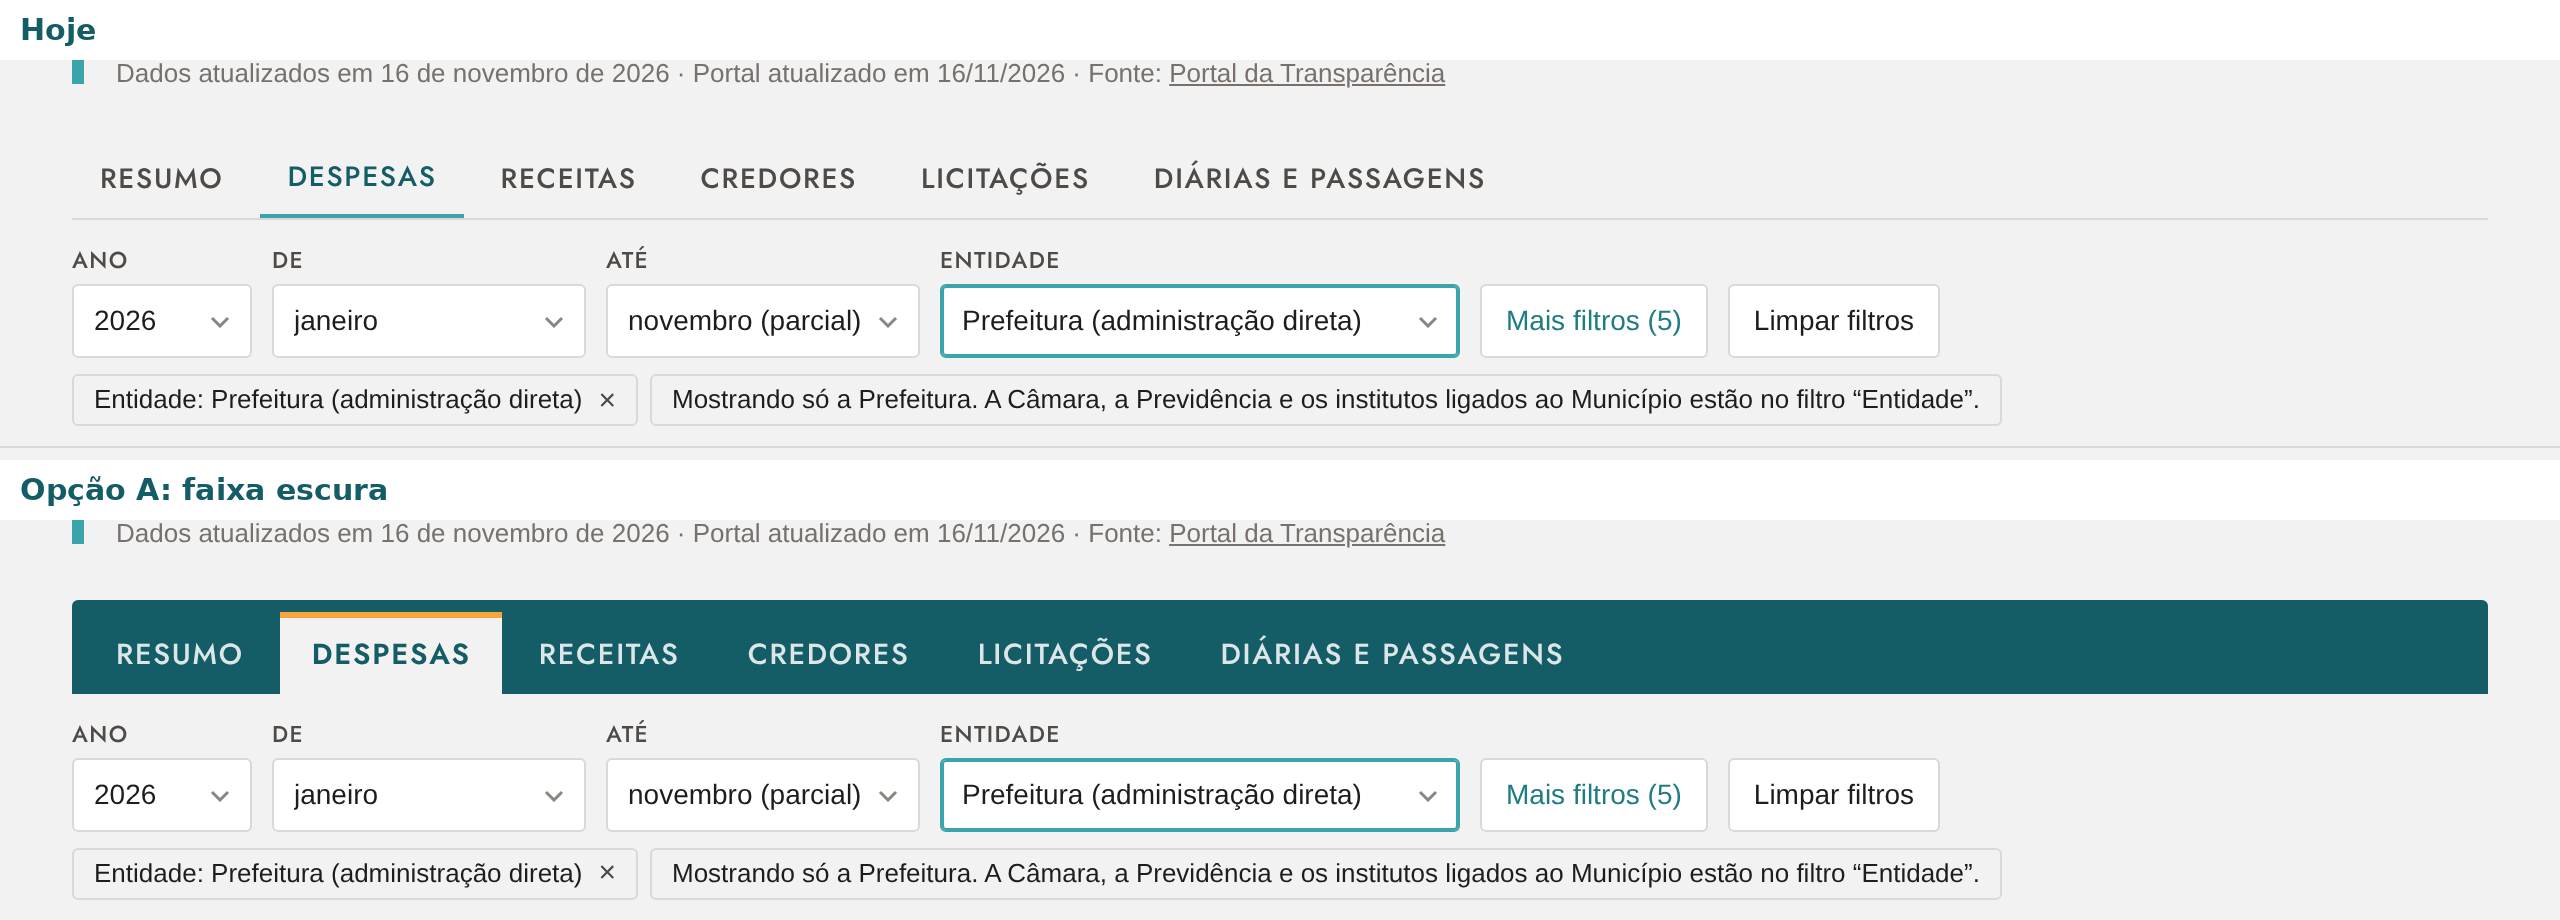 Hoje
Dados atualizados em 16 de novembro de 2026 · Portal atualizado em 16/11/2026 · Fonte: Portal da Transparência
RESUMO DESPESAS RECEITAS CREDORES LICITAÇÕES DIÁRIAS E PASSAGENS
ANO DE ATÉ ENTIDADE
2026 janeiro novembro (parcial) Prefeitura (administração direta) Mais filtros (5) Limpar filtros
Entidade: Prefeitura (administração direta) × Mostrando só a Prefeitura. A Câmara, a Previdência e os institutos ligados ao Município estão no filtro “Entidade”.
Opção A: faixa escura
Dados atualizados em 16 de novembro de 2026 · Portal atualizado em 16/11/2026 · Fonte: Portal da Transparência
RESUMO DESPESAS RECEITAS CREDORES LICITAÇÕES DIÁRIAS E PASSAGENS
ANO DE ATÉ ENTIDADE
2026 janeiro novembro (parcial) Prefeitura (administração direta) Mais filtros (5) Limpar filtros
Entidade: Prefeitura (administração direta) × Mostrando só a Prefeitura. A Câmara, a Previdência e os institutos ligados ao Município estão no filtro “Entidade”.